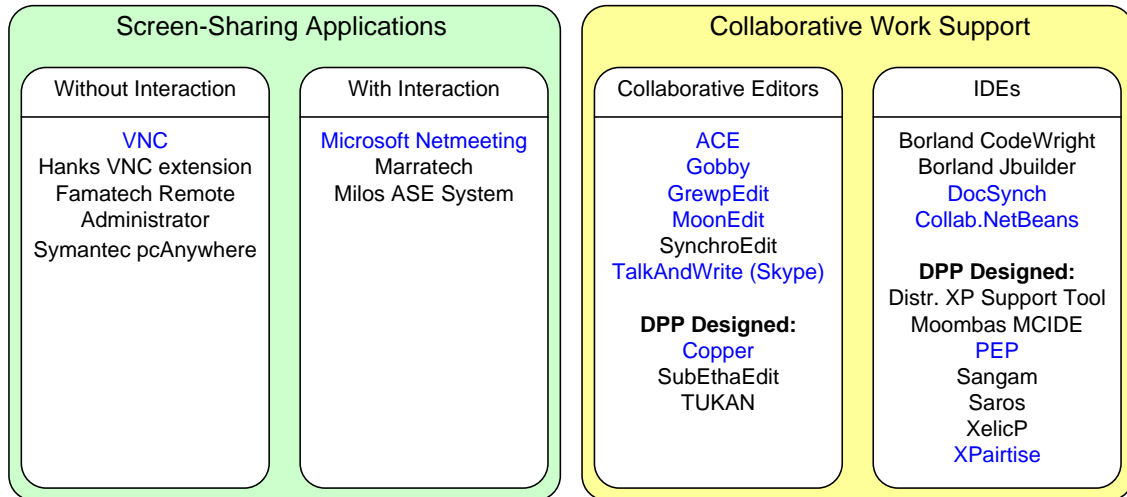 Screen-Sharing Applications
Without Interaction
VNC
Hanks VNC extension
Famatech Remote
Administrator
Symantec pcAnywhere
With Interaction
Microsoft Netmeeting
Marratech
Milos ASE System
Collaborative Work Support
Collaborative Editors
ACE
Gobby
GrewpEdit
MoonEdit
SynchroEdit
TalkAndWrite (Skype)
DPP Designed:
Copper
SubEthaEdit
TUKAN
IDEs
Borland CodeWright
Borland Jbuilder
DocSynch
Collab.NetBeans
DPP Designed:
Distr. XP Support Tool
Moombas MCIDE
PEP
Sangam
Saros
XelicP
XPairtise